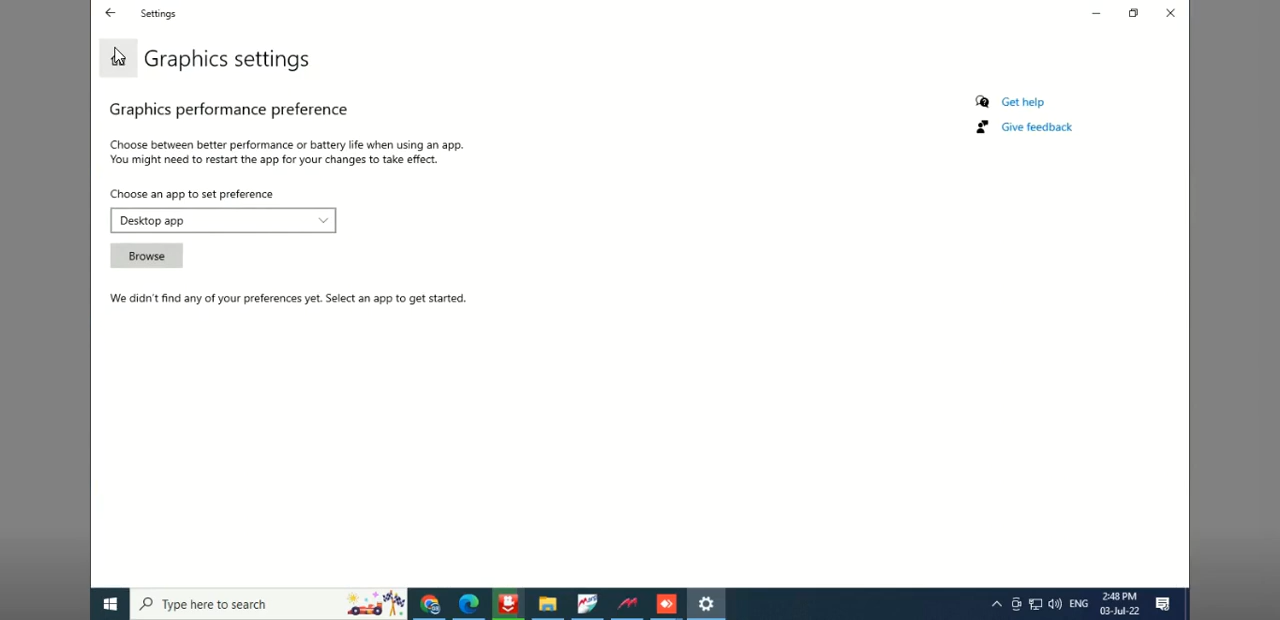 Settings
Graphics settings
Graphics performance preference
Get help
Give feedback
Choose between better performance or battery life when using an app.
You might need to restart the app for your changes to take effect.
Choose an app to set preference
Desktop app
Browse
We didn't find any of your preferences yet. Select an app to get started.
Type here to search
ENG
2:48 PM
03-Jul-22